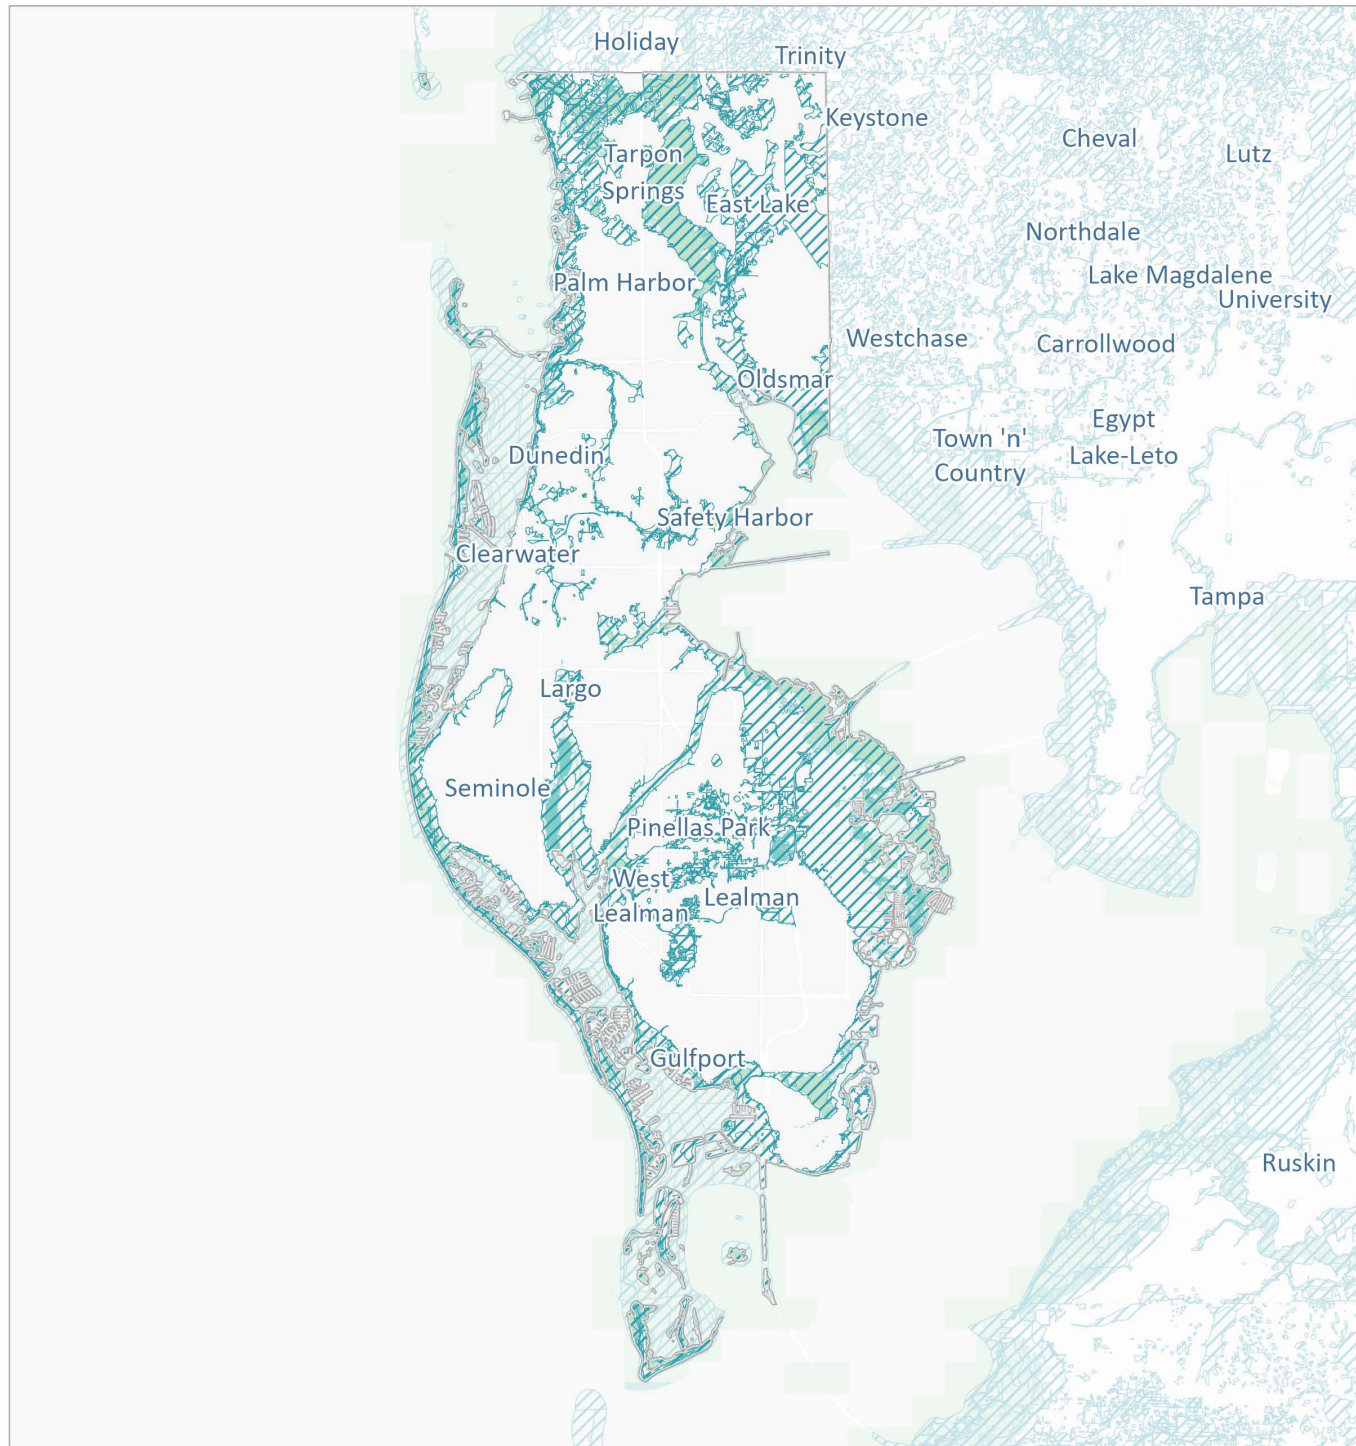 Holiday
Trinity
Keystone
Cheval
Lutz
Tarpon
Springs
East Lake
Northdale
Palm Harbor
Lake Magdalene
University
Westchase
Carrollwood
Oldsmar
Egypt
Lake-Leto
Town 'n'
Country
Dunedin
Safety Harbor
Clearwater
Tampa
Largo
Seminole
Pinellas Park
West
Lealman
Lealman
Gulfport
Ruskin